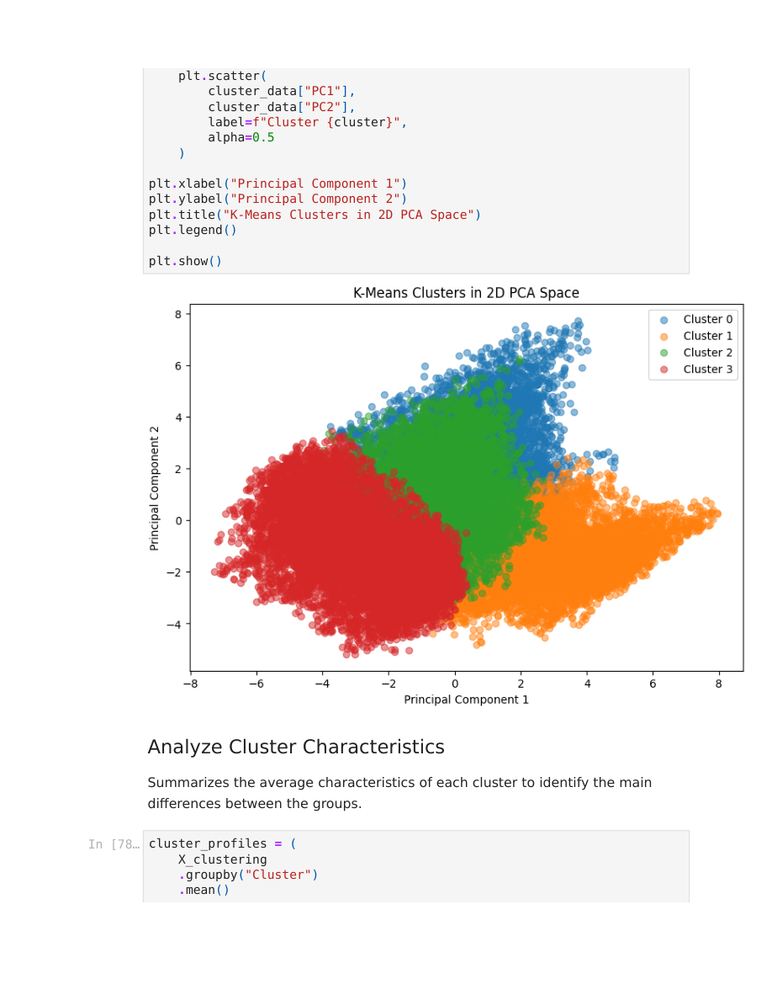 plt.scatter(
        cluster_data["PC1"],
        cluster_data["PC2"],
        label=f"Cluster {cluster}",
        alpha=0.5
    )
plt.xlabel("Principal Component 1")
plt.ylabel("Principal Component 2")
plt.title("K-Means Clusters in 2D PCA Space")
plt.legend()
plt.show()
K-Means Clusters in 2D PCA Space
Cluster 0
Cluster 1
Cluster 2
Cluster 3
8
6
4
2
0
−2
−4
Principal Component 2
−8 −6 −4 −2 0 2 4 6 8
Principal Component 1
Analyze Cluster Characteristics
Summarizes the average characteristics of each cluster to identify the main
differences between the groups.
In [78…
cluster_profiles = (
    X_clustering
    .groupby("Cluster")
    .mean()